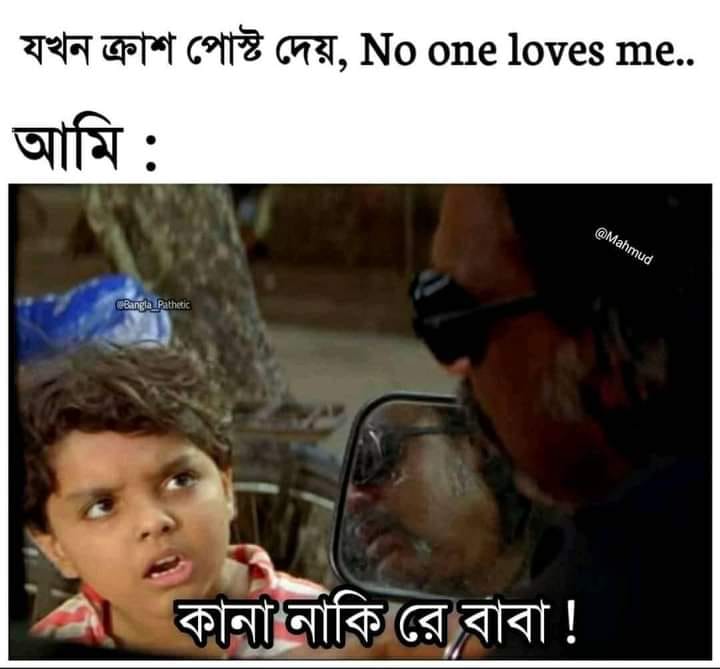 যখন ক্রাশ পোস্ট দেয়, No one loves me..
আমি :
@Mahmud
@Bangla_Pathetic
কানা নাকি রে বাবা !